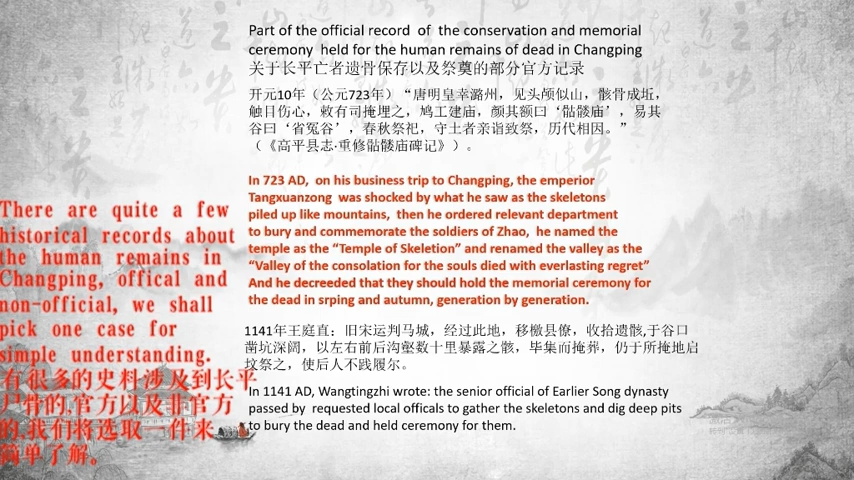 Part of the official record of the conservation and memorial
ceremony held for the human remains of dead in Changping
关于长平亡者遗骨保存以及祭奠的部分官方记录
开元10年（公元723年）“唐明皇幸潞州，见头颅似山，骸骨成坵，
触目伤心，敕有司掩埋之，鸠工建庙，颜其额曰‘骷髅庙’，易其
谷曰‘省冤谷’，春秋祭祀，守土者亲诣致祭，历代相因。”
（《高平县志·重修骷髅庙碑记》）。
In 723 AD, on his business trip to Changping, the emperior
Tangxuanzong was shocked by what he saw as the skeletons
piled up like mountains, then he ordered relevant department
to bury and commemorate the soldiers of Zhao, he named the
temple as the “Temple of Skeletion” and renamed the valley as the
“Valley of the consolation for the souls died with everlasting regret”
And he decreeded that they should hold the memorial ceremony for
the dead in srping and autumn, generation by generation.
1141年王庭直：旧宋运判马城，经过此地，移檄县僚，收拾遗骸,于谷口
凿坑深阔，以左右前后沟壑数十里暴露之骸，毕集而掩葬，仍于所掩地启
坟祭之，使后人不践履尔。
In 1141 AD, Wangtingzhi wrote: the senior official of Earlier Song dynasty
passed by requested local officals to gather the skeletons and dig deep pits
to bury the dead and held ceremony for them.
There are quite a few
historical records about
the human remains in
Changping, offical and
non-official, we shall
pick one case for
simple understanding.
有很多的史料涉及到长平
尸骨的,官方以及非官方
的,我们将选取一件来
简单了解。